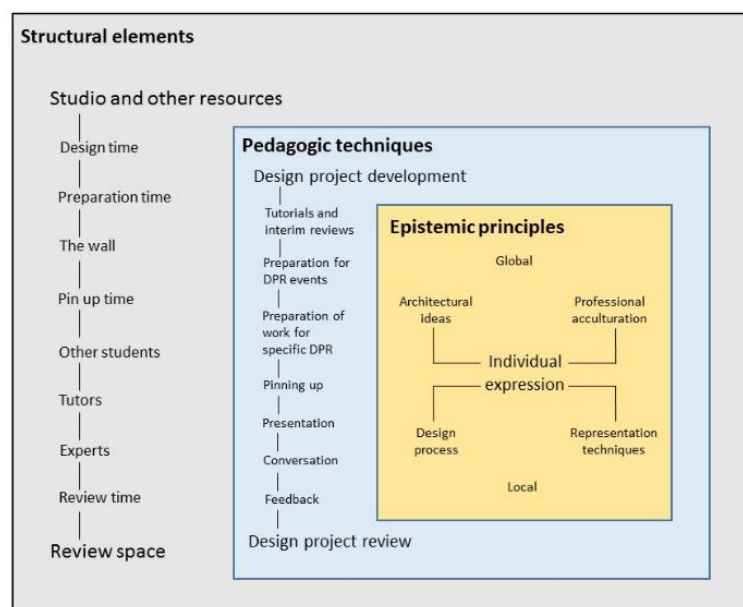 Structural elements
Studio and other resources
Design time
Preparation time
The wall
Pin up time
Other students
Tutors
Experts
Review time
Review space
Pedagogic techniques
Design project development
Tutorials and
interim reviews
Preparation for
DPR events
Preparation of
work for
specific DPR
Pinning up
Presentation
Conversation
Feedback
Design project review
Epistemic principles
Global
Architectural
ideas
Professional
acculturation
Individual
expression
Design
process
Representation
techniques
Local